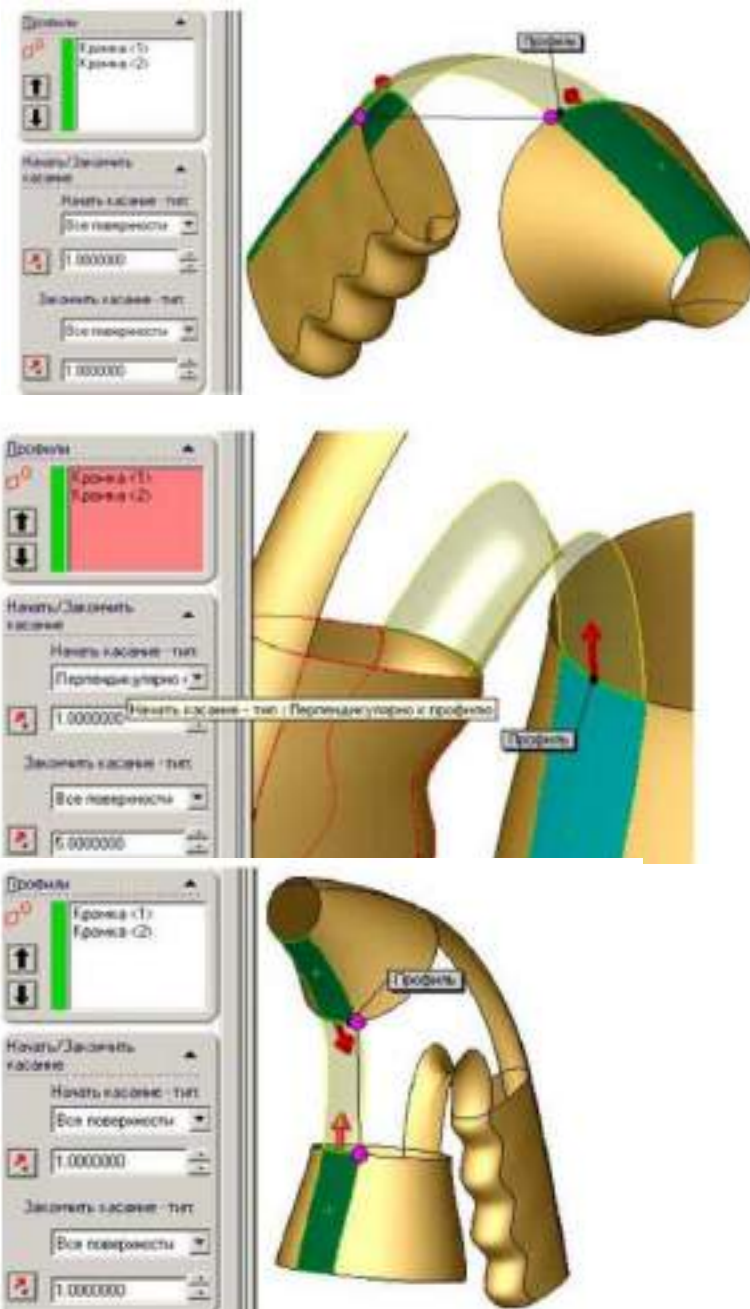 Профили
Кромка <1>
Кромка <2>
Профиль
Начать/Закончить
касание
Начать касание - тип:
Все поверхности
1.0000000
Закончить касание - тип:
Все поверхности
1.0000000
Профили
Кромка <1>
Кромка <2>
Начать/Закончить
касание
Начать касание - тип:
Перпендикулярно
1.0000000
Начать касание - тип : Перпендикулярно к профилю
Профиль
Закончить касание - тип:
Все поверхности
5.0000000
Профили
Кромка <1>
Кромка <2>
Профиль
Начать/Закончить
касание
Начать касание - тип:
Все поверхности
1.0000000
Закончить касание - тип:
Все поверхности
1.0000000